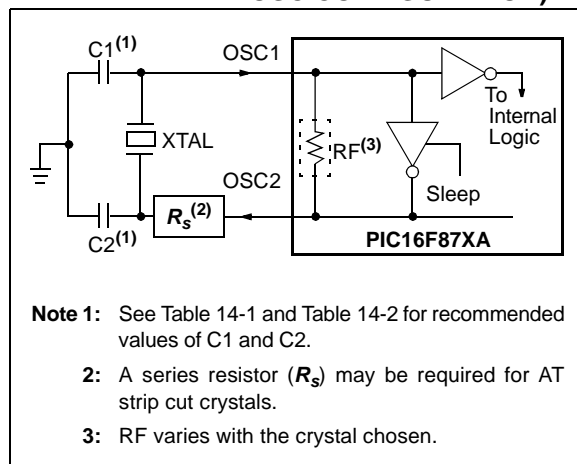 C1(1)
OSC1
To
Internal
Logic
XTAL
RF(3)
OSC2
Sleep
Rs(2)
C2(1)
PIC16F87XA
Note 1: See Table 14-1 and Table 14-2 for recommended
values of C1 and C2.
2: A series resistor (Rs) may be required for AT
strip cut crystals.
3: RF varies with the crystal chosen.